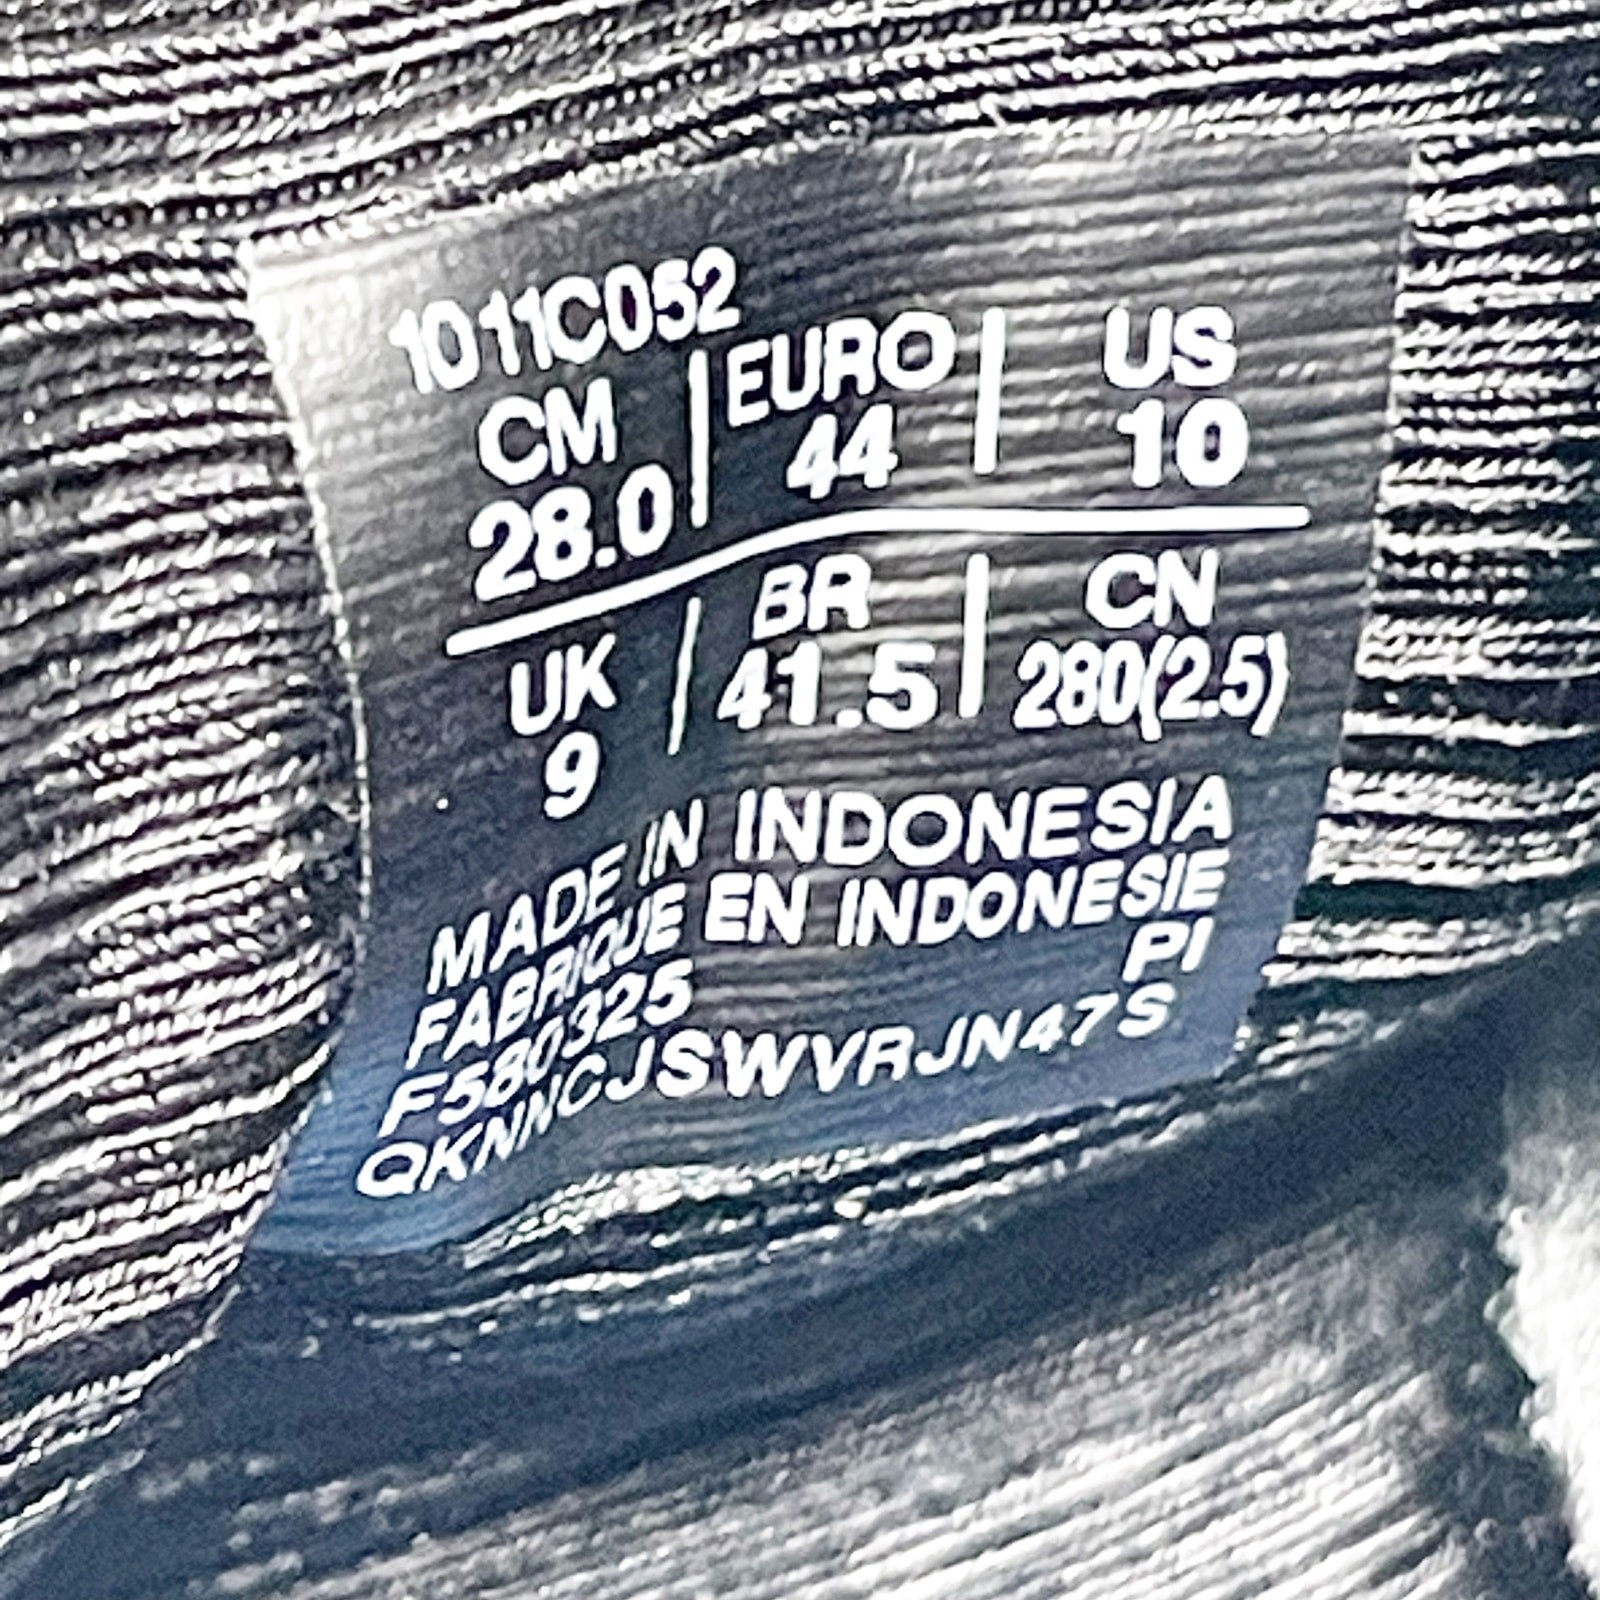 1011C052
CM | EURO | US
28.0 44 10
UK | BR | CN
9 41.5 280(2.5)
MADE IN INDONESIA
FABRIQUE EN INDONESIE
F580325 PI
QKNNCJSWVRJN47S